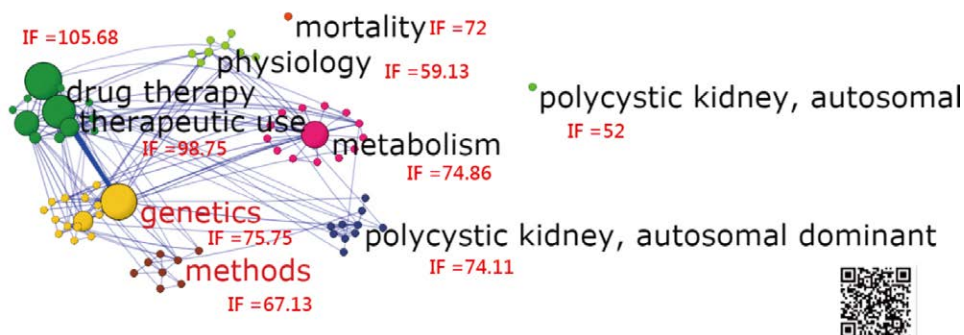 mortality IF =72
IF =105.68
physiology IF =59.13
drug therapy
polycystic kidney, autosomal
therapeutic use
IF =52
IF =98.75
metabolism
IF =74.86
genetics
IF =75.75
polycystic kidney, autosomal dominant
methods
IF =74.11
IF =67.13